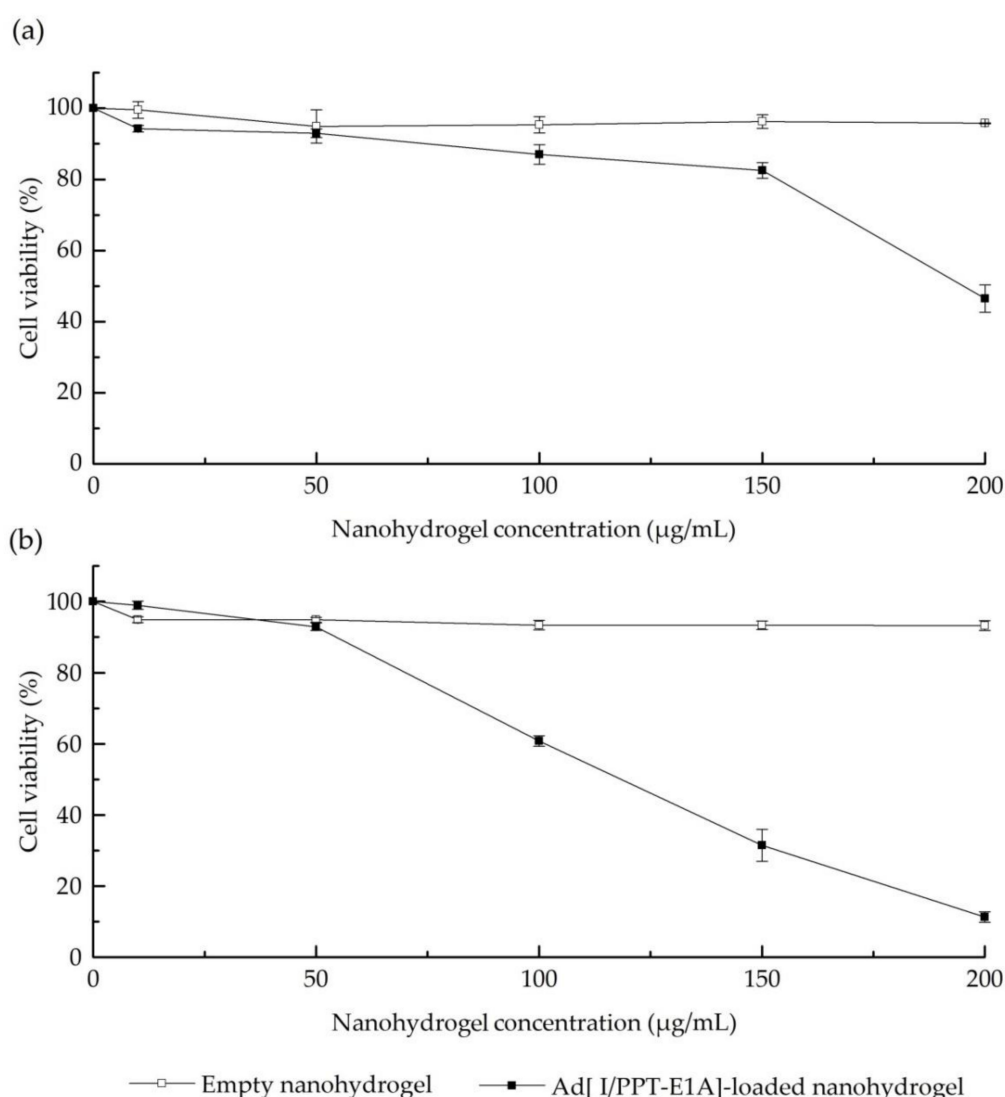 (a)
100
80
60
40
20
0
Cell viability (%)
0 50 100 150 200
Nanohydrogel concentration (µg/mL)
(b)
100
80
60
40
20
0
Cell viability (%)
0 50 100 150 200
Nanohydrogel concentration (µg/mL)
Empty nanohydrogel Ad[ I/PPT-E1A]-loaded nanohydrogel